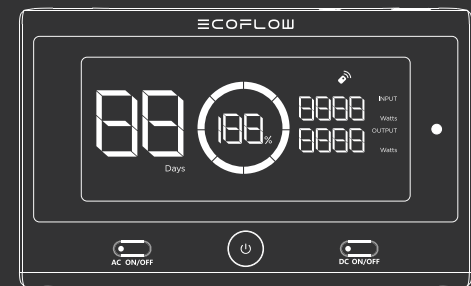 ECOFLOW
88
Days
188%
8888
INPUT
Watts
8888
OUTPUT
Watts
AC ON/OFF
DC ON/OFF